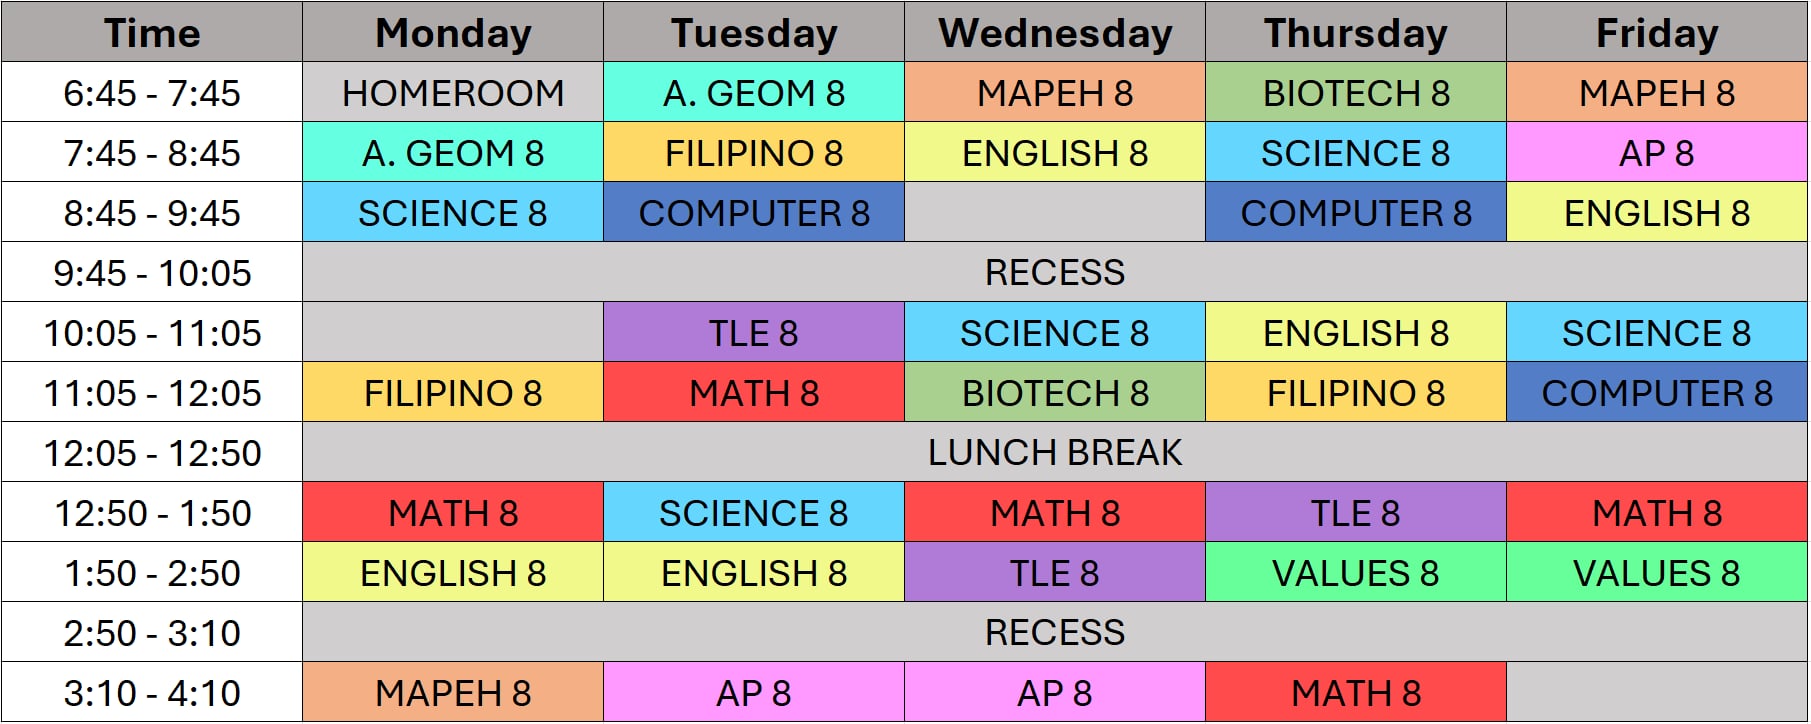 Time Monday Tuesday Wednesday Thursday Friday
6:45 - 7:45 HOMEROOM A. GEOM 8 MAPEH 8 BIOTECH 8 MAPEH 8
7:45 - 8:45 A. GEOM 8 FILIPINO 8 ENGLISH 8 SCIENCE 8 AP 8
8:45 - 9:45 SCIENCE 8 COMPUTER 8 COMPUTER 8 ENGLISH 8
9:45 - 10:05 RECESS
10:05 - 11:05 TLE 8 SCIENCE 8 ENGLISH 8 SCIENCE 8
11:05 - 12:05 FILIPINO 8 MATH 8 BIOTECH 8 FILIPINO 8 COMPUTER 8
12:05 - 12:50 LUNCH BREAK
12:50 - 1:50 MATH 8 SCIENCE 8 MATH 8 TLE 8 MATH 8
1:50 - 2:50 ENGLISH 8 ENGLISH 8 TLE 8 VALUES 8 VALUES 8
2:50 - 3:10 RECESS
3:10 - 4:10 MAPEH 8 AP 8 AP 8 MATH 8